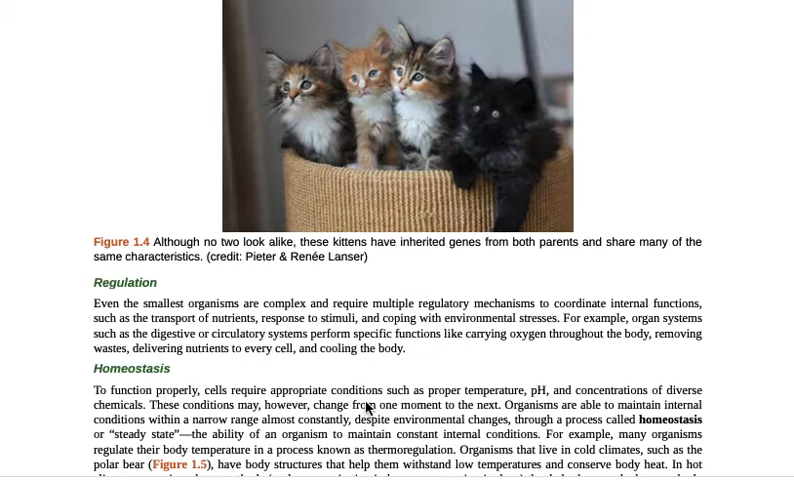 Figure 1.4 Although no two look alike, these kittens have inherited genes from both parents and share many of the
same characteristics. (credit: Pieter & Renée Lanser)
Regulation
Even the smallest organisms are complex and require multiple regulatory mechanisms to coordinate internal functions,
such as the transport of nutrients, response to stimuli, and coping with environmental stresses. For example, organ systems
such as the digestive or circulatory systems perform specific functions like carrying oxygen throughout the body, removing
wastes, delivering nutrients to every cell, and cooling the body.
Homeostasis
To function properly, cells require appropriate conditions such as proper temperature, pH, and concentrations of diverse
chemicals. These conditions may, however, change from one moment to the next. Organisms are able to maintain internal
conditions within a narrow range almost constantly, despite environmental changes, through a process called homeostasis
or “steady state”—the ability of an organism to maintain constant internal conditions. For example, many organisms
regulate their body temperature in a process known as thermoregulation. Organisms that live in cold climates, such as the
polar bear (Figure 1.5), have body structures that help them withstand low temperatures and conserve body heat. In hot